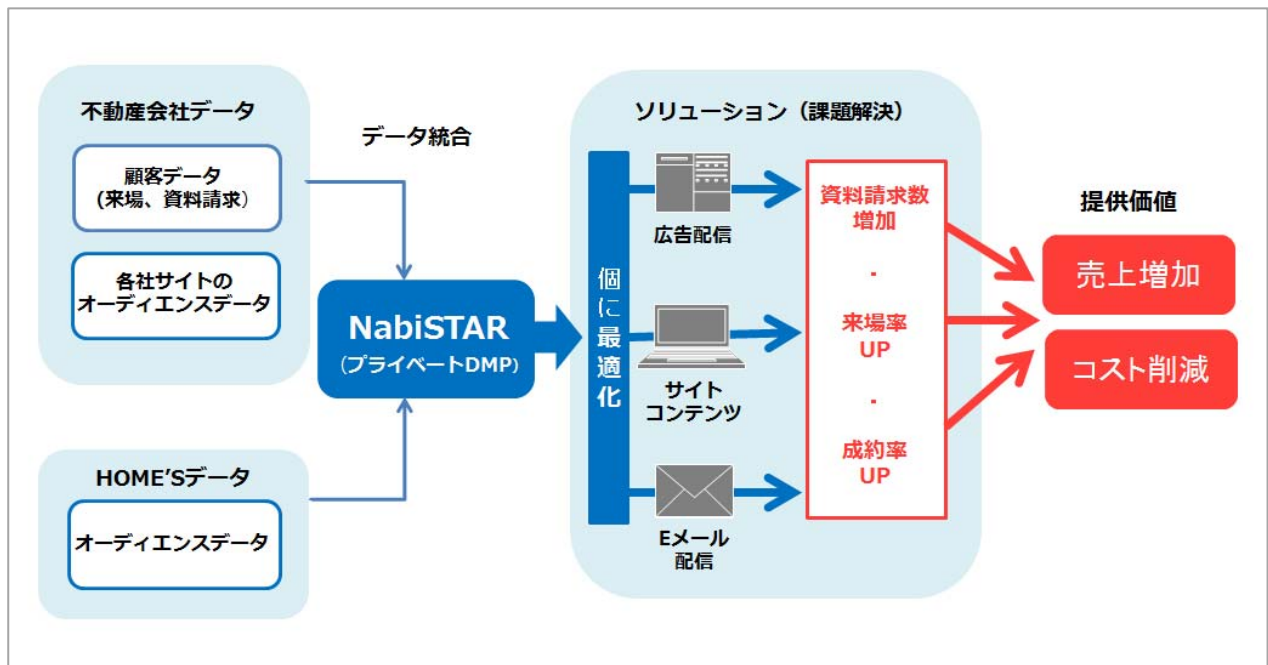 不動産会社データ
顧客データ
(来場、資料請求)
各社サイトの
オーディエンスデータ
HOME'Sデータ
オーディエンスデータ
データ統合
NabiSTAR
(プライベートDMP)
ソリューション(課題解決)
個に最適化
広告配信
サイト
コンテンツ
Eメール
配信
資料請求数
増加
-
来場率
UP
-
成約率
UP
提供価値
売上増加
コスト削減